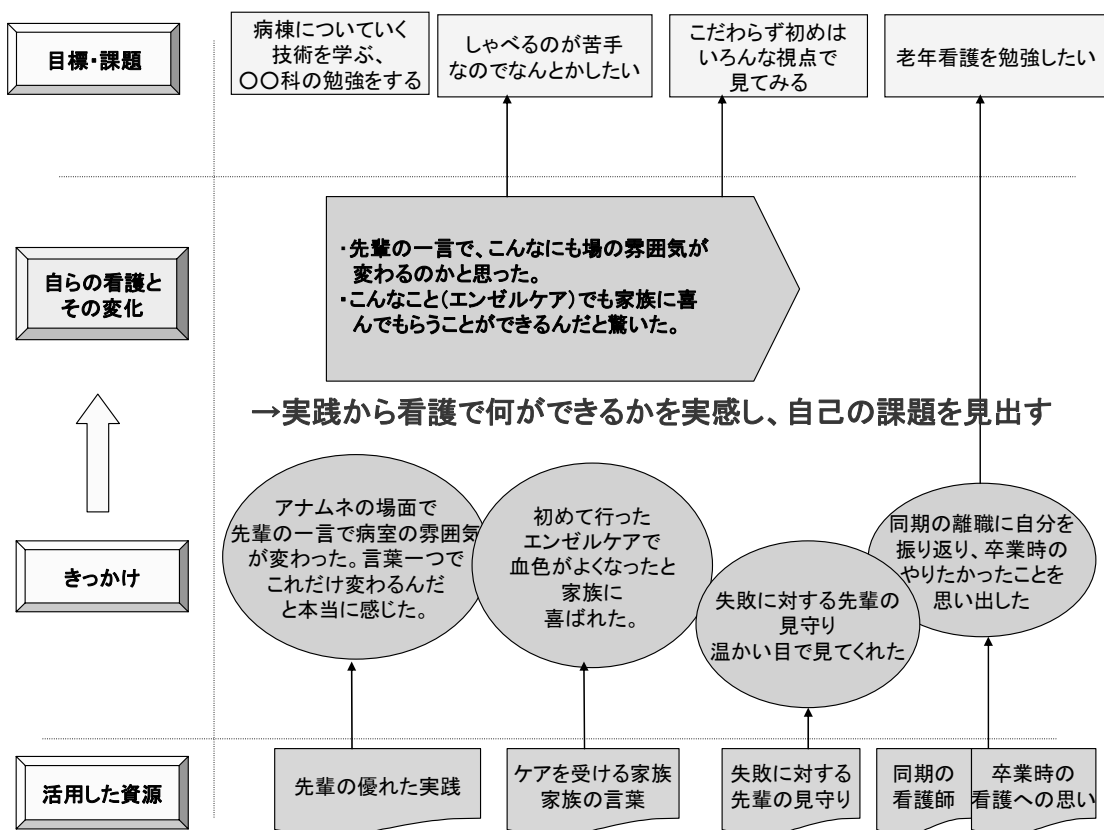 目標・課題
病棟についていく
技術を学ぶ、
〇〇科の勉強をする
しゃべるのが苦手
なのでなんとかしたい
こだわらず初めは
いろんな視点で
見てみる
老年看護を勉強したい
自らの看護と
その変化
・先輩の一言で、こんなにも場の雰囲気が
変わるのかと思った。
・こんなこと(エンゼルケア)でも家族に喜
んでもらうことができるんだと驚いた。
→実践から看護で何ができるかを実感し、自己の課題を見出す
きっかけ
アナムネの場面で
先輩の一言で病室の雰囲気
が変わった。言葉一つで
これだけ変わるんだ
と本当に感じた。
初めて行った
エンゼルケアで
血色がよくなったと
家族に
喜ばれた。
失敗に対する先輩の
見守り
温かい目で見てくれた
同期の離職に自分を
振り返り、卒業時の
やりたかったことを
思い出した
活用した資源
先輩の優れた実践
ケアを受ける家族
家族の言葉
失敗に対する
先輩の見守り
同期の
看護師
卒業時の
看護への思い